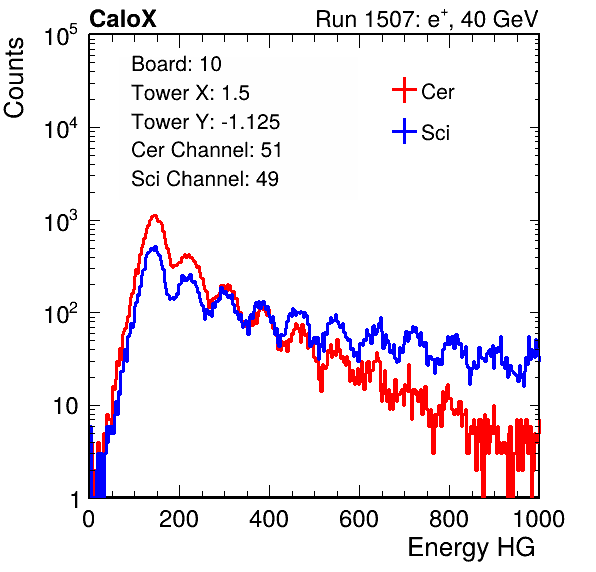 CaloX Run 1507: e⁺, 40 GeV
Counts
Board: 10
Tower X: 1.5
Tower Y: -1.125
Cer Channel: 51
Sci Channel: 49
Cer
Sci
10⁵
10⁴
10³
10²
10
1
0 200 400 600 800 1000
Energy HG